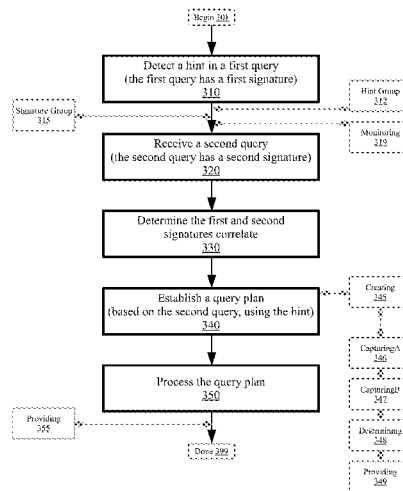 Begin 301
Detect a hint in a first query
(the first query has a first signature)
310
Hint Group
312
Signature Group
315
Monitoring
319
Receive a second query
(the second query has a second signature)
320
Determine the first and second
signatures correlate
330
Establish a query plan
(based on the second query, using the hint)
340
Creating
345
CapturingA
346
CapturingB
347
Process the query plan
350
Determining
348
Providing
355
Providing
349
Done 399